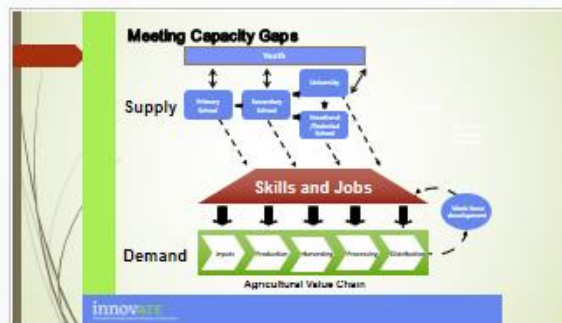 Meeting Capacity Gaps
Youth
University
Supply
Primary
School
Secondary
School
Vocational
/Technical
School
Skills and Jobs
Work force
development
Demand
Inputs
Production
Harvesting
Processing
Distribution
Agricultural Value Chain
innovATE